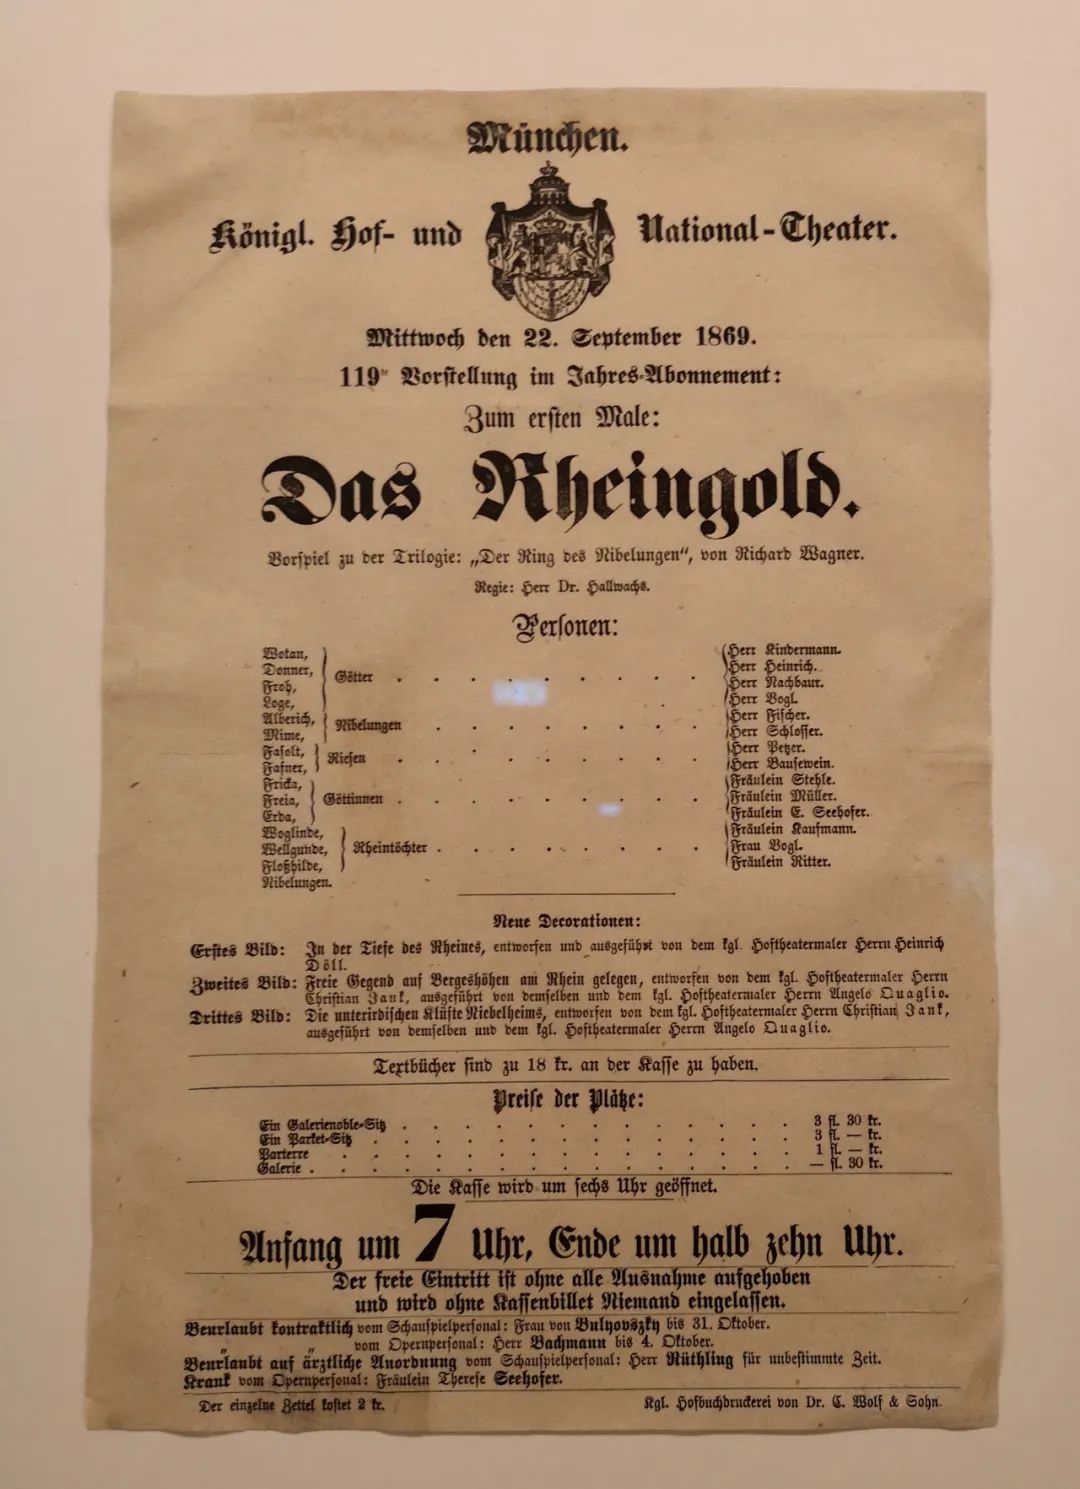 München.
Königl. Hof- und National-Theater.
Mittwoch den 22. September 1869.
119te Vorstellung im Jahres-Abonnement:
Zum ersten Male:
Das Rheingold.
Vorspiel zu der Trilogie: „Der Ring des Nibelungen“, von Richard Wagner.
Regie: Herr Dr. Hallwachs.
Personen:
Wotan, Herr Kindermann.
Donner, Herr Heinrich.
Götter
Froh, Herr Nachbaur.
Loge, Herr Vogl.
Alberich, Herr Fischer.
Nibelungen
Mime, Herr Schlosser.
Fasolt, Herr Petzer.
Riesen
Fafner, Herr Bausewein.
Fricka, Fräulein Stehle.
Freia, Göttinnen Fräulein Müller.
Erda, Fräulein E. Seehofer.
Woglinde, Fräulein Kaufmann.
Wellgunde, Rheintöchter Frau Vogl.
Floßhilde, Fräulein Ritter.
Nibelungen.
Neue Decorationen:
Erstes Bild: In der Tiefe des Rheines, entworfen und ausgeführt von dem kgl. Hoftheatermaler Herrn Heinrich
Döll.
Zweites Bild: Freie Gegend auf Bergeshöhen am Rhein gelegen, entworfen von dem kgl. Hoftheatermaler Herrn
Christian Jank, ausgeführt von demselben und dem kgl. Hoftheatermaler Herrn Angelo Quaglio.
Drittes Bild: Die unterirdischen Klüfte Niebelheims, entworfen von dem kgl. Hoftheatermaler Herrn Christian Jank,
ausgeführt von demselben und dem kgl. Hoftheatermaler Herrn Angelo Quaglio.
Textbücher sind zu 18 kr. an der Kasse zu haben.
Preise der Plätze:
Ein Galerienoble-Sitz . . . 3 fl. 30 kr.
Ein Parket-Sitz . . . 3 fl. — kr.
Parterre . . . 1 fl. — kr.
Galerie . . . — fl. 30 kr.
Die Kasse wird um sechs Uhr geöffnet.
Anfang um 7 Uhr, Ende um halb zehn Uhr.
Der freie Eintritt ist ohne alle Ausnahme aufgehoben
und wird ohne Kassenbillet Niemand eingelassen.
Beurlaubt kontraktlich vom Schauspielpersonal: Frau von Bulyovszky bis 31. Oktober.
" " vom Opernpersonal: Herr Bachmann bis 4. Oktober.
Beurlaubt auf ärztliche Anordnung vom Schauspielpersonal: Herr Rüthling für unbestimmte Zeit.
Krank vom Opernpersonal: Fräulein Therese Seehofer.
Der einzelne Zettel kostet 2 kr. Kgl. Hofbuchdruckerei von Dr. C. Wolf & Sohn.